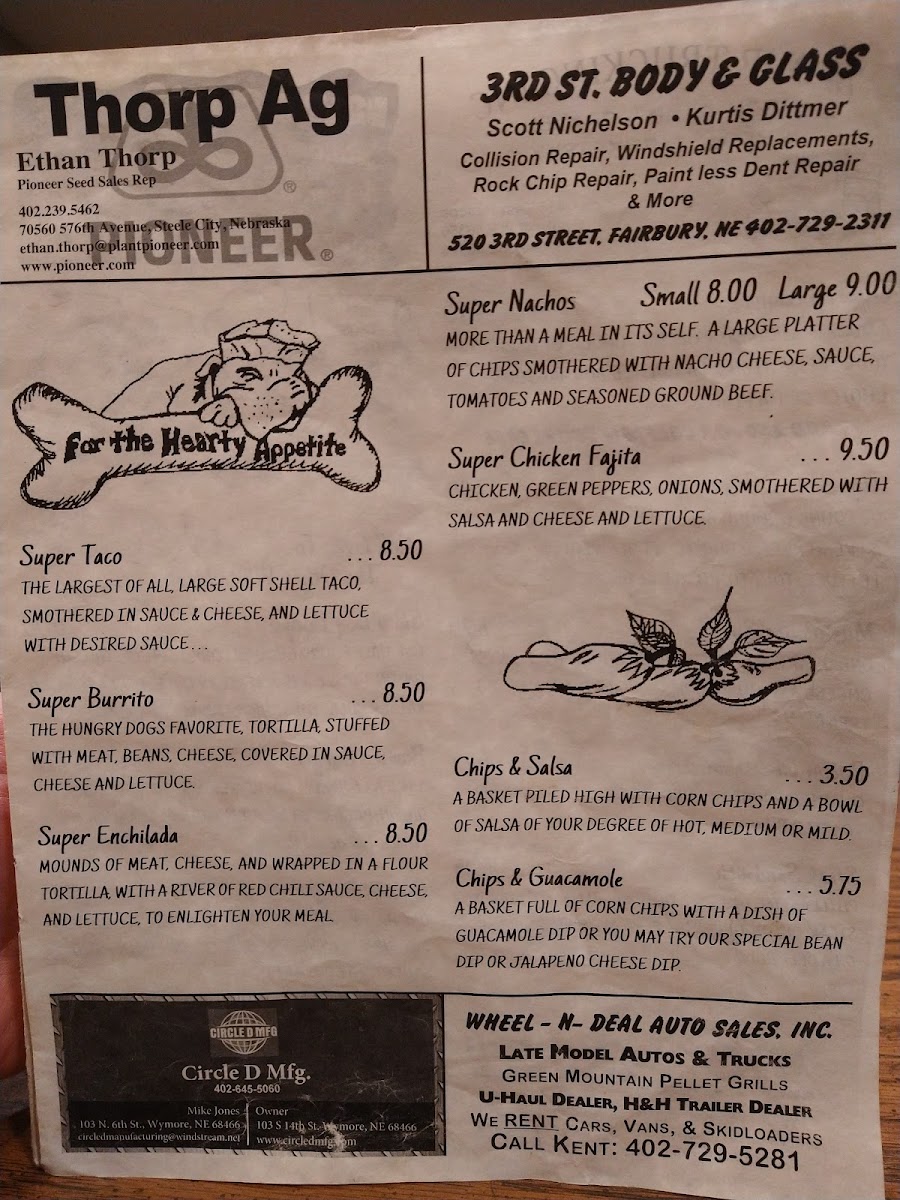 Thorp Ag
Ethan Thorp
Pioneer Seed Sales Rep
402.239.5462
70560 576th Avenue, Steele City, Nebraska
ethan.thorp@plantpioneer.com
www.pioneer.com
PIONEER®
3RD ST. BODY & GLASS
Scott Nichelson • Kurtis Dittmer
Collision Repair, Windshield Replacements,
Rock Chip Repair, Paint less Dent Repair
& More
520 3RD STREET, FAIRBURY, NE 402-729-2311
For the Hearty Appetite
Super Taco ... 8.50
THE LARGEST OF ALL, LARGE SOFT SHELL TACO,
SMOTHERED IN SAUCE & CHEESE, AND LETTUCE
WITH DESIRED SAUCE...
Super Burrito ... 8.50
THE HUNGRY DOGS FAVORITE, TORTILLA, STUFFED
WITH MEAT, BEANS, CHEESE, COVERED IN SAUCE,
CHEESE AND LETTUCE.
Super Enchilada ... 8.50
MOUNDS OF MEAT, CHEESE, AND WRAPPED IN A FLOUR
TORTILLA, WITH A RIVER OF RED CHILI SAUCE, CHEESE,
AND LETTUCE, TO ENLIGHTEN YOUR MEAL.
Super Nachos Small 8.00 Large 9.00
MORE THAN A MEAL IN ITS SELF. A LARGE PLATTER
OF CHIPS SMOTHERED WITH NACHO CHEESE, SAUCE,
TOMATOES AND SEASONED GROUND BEEF.
Super Chicken Fajita ... 9.50
CHICKEN, GREEN PEPPERS, ONIONS, SMOTHERED WITH
SALSA AND CHEESE AND LETTUCE.
Chips & Salsa ... 3.50
A BASKET PILED HIGH WITH CORN CHIPS AND A BOWL
OF SALSA OF YOUR DEGREE OF HOT, MEDIUM OR MILD.
Chips & Guacamole ... 5.75
A BASKET FULL OF CORN CHIPS WITH A DISH OF
GUACAMOLE DIP OR YOU MAY TRY OUR SPECIAL BEAN
DIP OR JALAPENO CHEESE DIP.
CIRCLE D MFG
Circle D Mfg.
402-645-5060
Mike Jones Owner
103 N. 6th St., Wymore, NE 68466 103 S 14th St. Wymore, NE 68466
circledmanufacturing@windstream.net www.circledmfg.com
WHEEL - N- DEAL AUTO SALES, INC.
LATE MODEL AUTOS & TRUCKS
GREEN MOUNTAIN PELLET GRILLS
U-HAUL DEALER, H&H TRAILER DEALER
WE RENT CARS, VANS, & SKIDLOADERS
CALL KENT: 402-729-5281